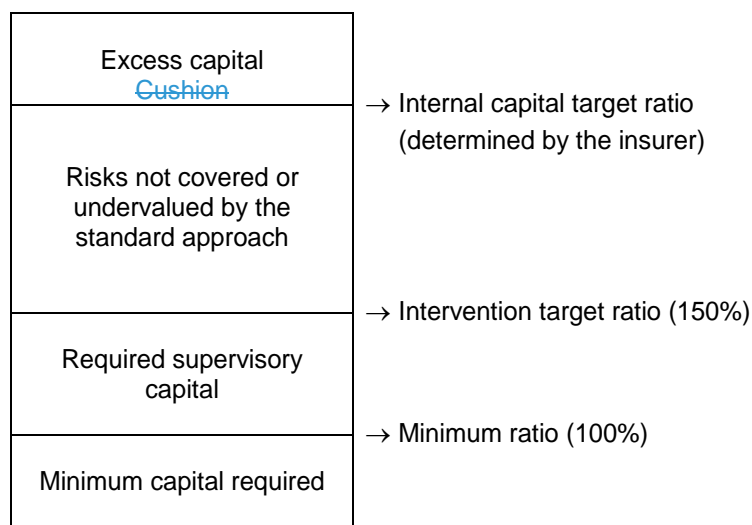 Excess capital
Cushion
→ Internal capital target ratio
(determined by the insurer)
Risks not covered or
undervalued by the
standard approach
→ Intervention target ratio (150%)
Required supervisory
capital
→ Minimum ratio (100%)
Minimum capital required